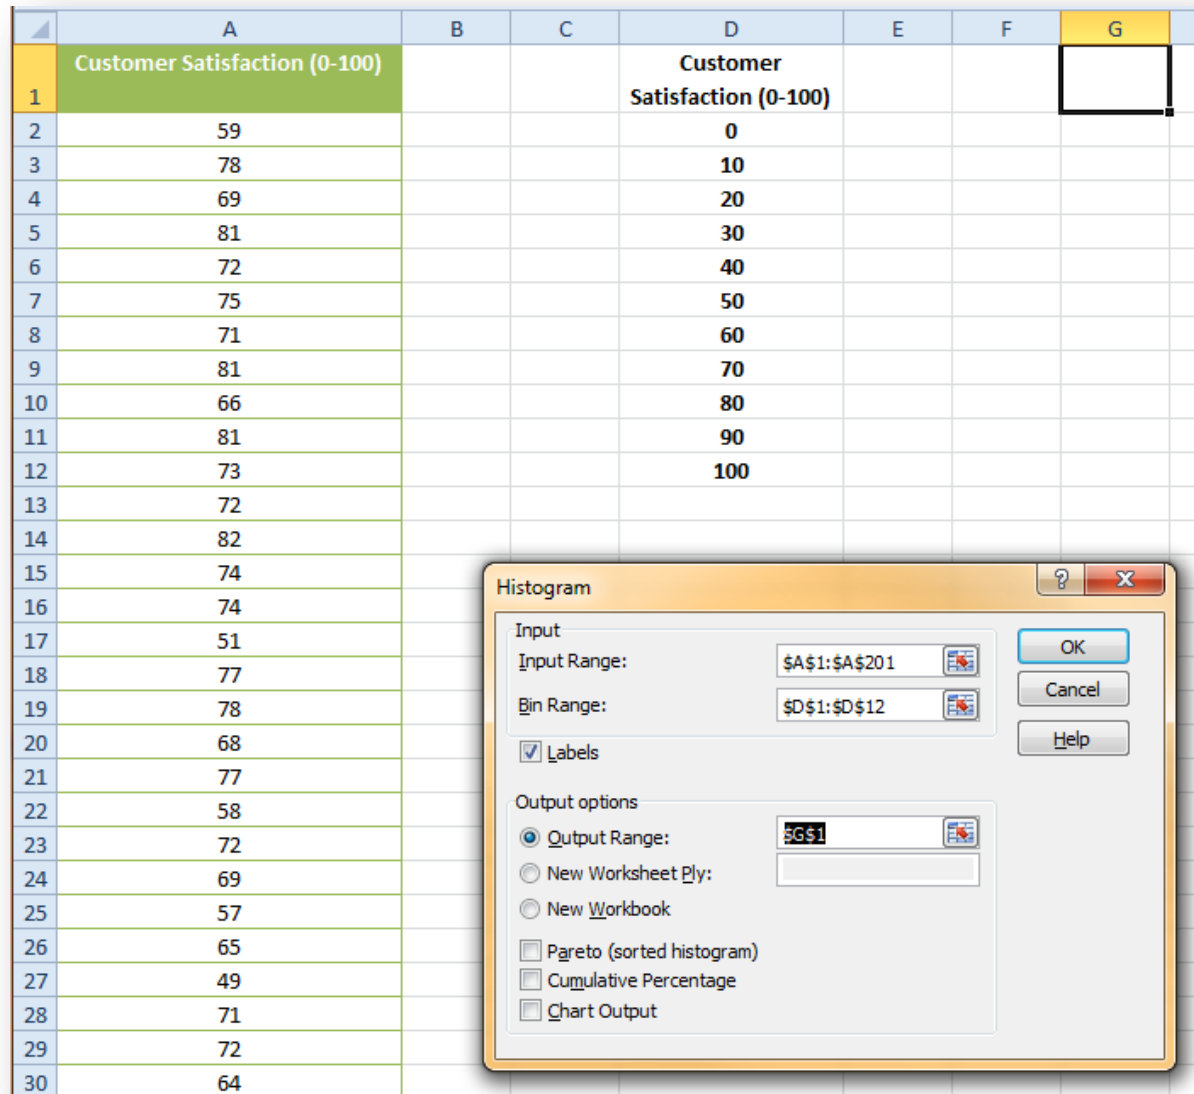 A B C D E F G
Customer Satisfaction (0-100) Customer
1 Satisfaction (0-100)
2 59 0
3 78 10
4 69 20
5 81 30
6 72 40
7 75 50
8 71 60
9 81 70
10 66 80
11 81 90
12 73 100
13 72
14 82
15 74
16 74
17 51
18 77
19 78
20 68
21 77
22 58
23 72
24 69
25 57
26 65
27 49
28 71
29 72
30 64
Histogram ? X
Input
Input Range: $A$1:$A$201 OK
Bin Range: $D$1:$D$12 Cancel
Labels Help
Output options
Output Range: $G$1
New Worksheet Ply:
New Workbook
Pareto (sorted histogram)
Cumulative Percentage
Chart Output